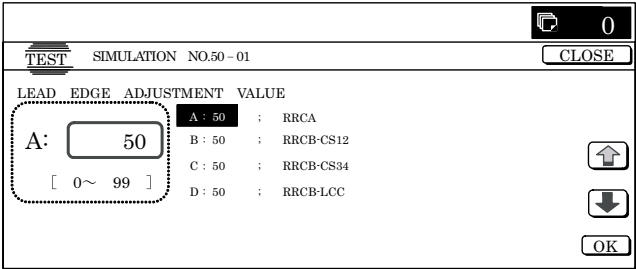 0
TEST SIMULATION NO.50-01 CLOSE
LEAD EDGE ADJUSTMENT VALUE
A: 50
[ 0～ 99 ]
A : 50 ; RRCA
B : 50 ; RRCB-CS12
C : 50 ; RRCB-CS34
D : 50 ; RRCB-LCC
OK